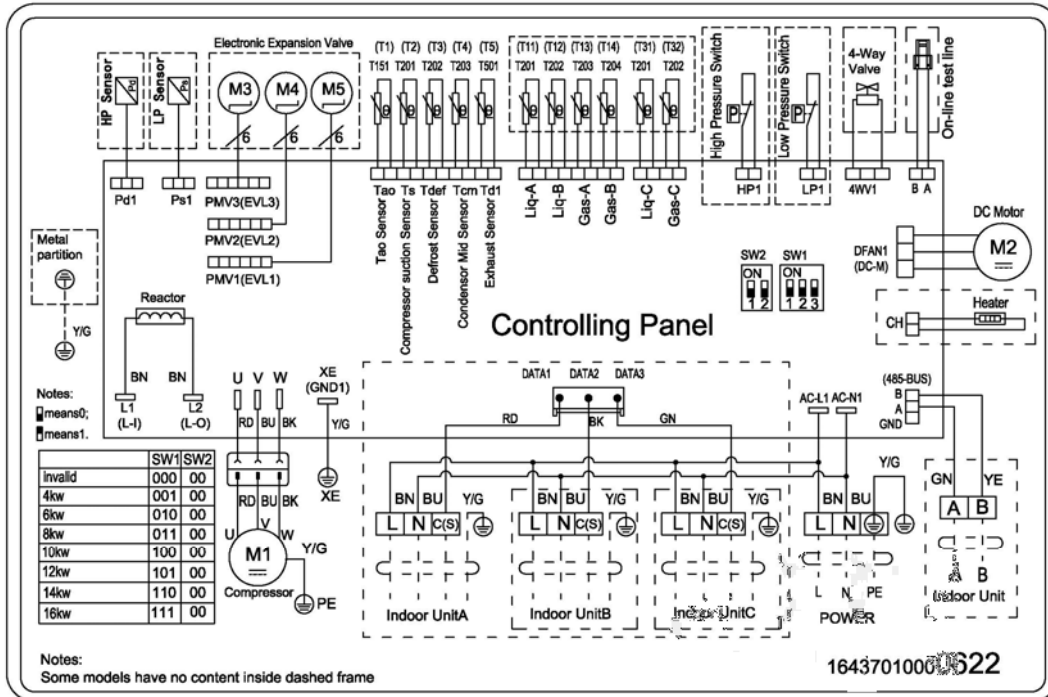 HP Sensor
Pd
LP Sensor
Ps
Electronic Expansion Valve
M3 M4 M5
6 6 6
(T1) (T2) (T3) (T4) (T5)
T151 T201 T202 T203 T501
(T11) (T12) (T13) (T14) (T31) (T32)
T201 T202 T203 T204 T201 T202
High Pressure Switch
P
Low Pressure Switch
P
4-Way
Valve
On-line test line
Pd1 Ps1
PMV3(EVL3)
PMV2(EVL2)
PMV1(EVL1)
Tao Ts Tdef Tcm Td1
Tao Sensor
Compressor suction Sensor
Defrost Sensor
Condensor Mid Sensor
Exhaust Sensor
Liq-A
Liq-B
Gas-A
Gas-B
Liq-C
Gas-C
HP1 LP1 4WV1 B A
DC Motor
M2
DFAN1
(DC-M)
SW2 SW1
ON ON
1 2 1 2 3
Heater
CH
Metal
partition
Y/G
Reactor
BN BN
L1 L2
(L-I) (L-O)
Controlling Panel
Notes:
means0;
means1.
U V W
RD BU BK
RD BU BK
U V W
M1
Compressor
Y/G
PE
XE
(GND1)
Y/G
XE
DATA1 DATA2 DATA3
RD BK GN
AC-L1 AC-N1
(485-BUS)
B
A
GND
BN BU Y/G BN BU Y/G BN BU Y/G BN BU Y/G
L N C(S) L N C(S) L N C(S) L N
GN YE
A B
A B
Indoor Unit
L N PE
POWER
Indoor UnitA Indoor UnitB Indoor UnitC
SW1 SW2
invalid 000 00
4kw 001 00
6kw 010 00
8kw 011 00
10kw 100 00
12kw 101 00
14kw 110 00
16kw 111 00
Notes:
Some models have no content inside dashed frame